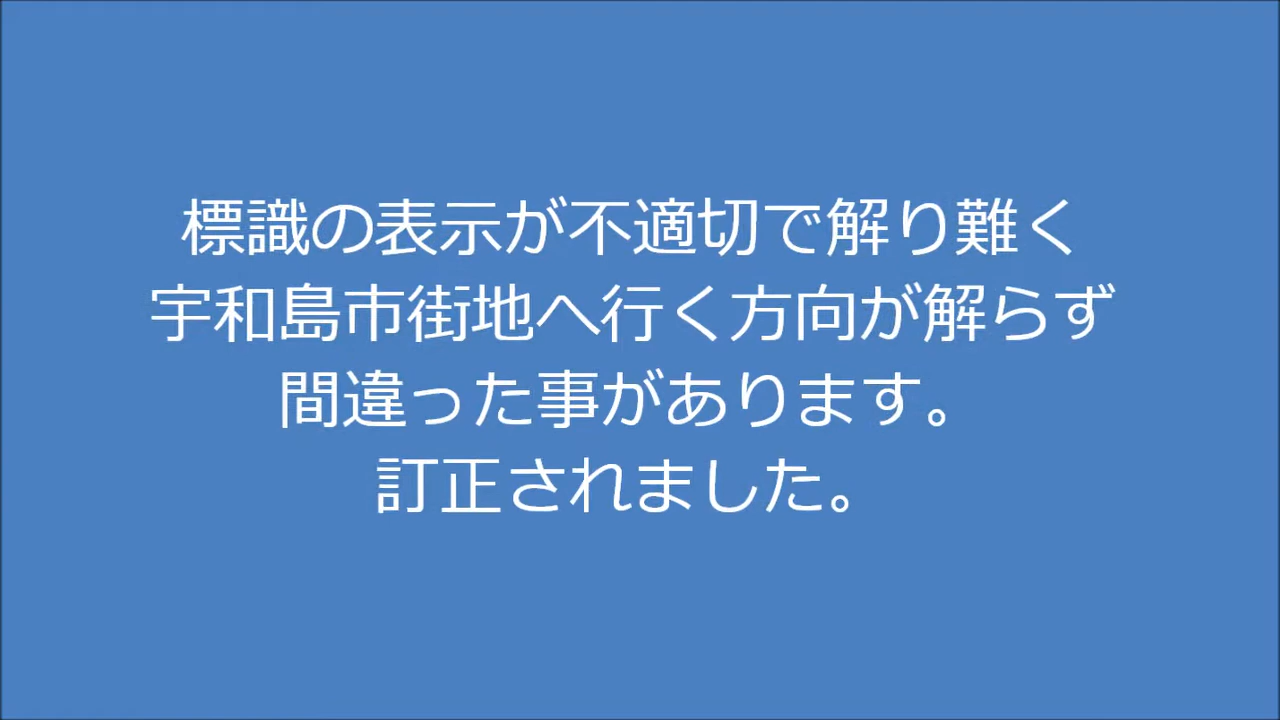 標識の表示が不適切で解り難く
宇和島市街地へ行く方向が解らず
間違った事があります。
訂正されました。